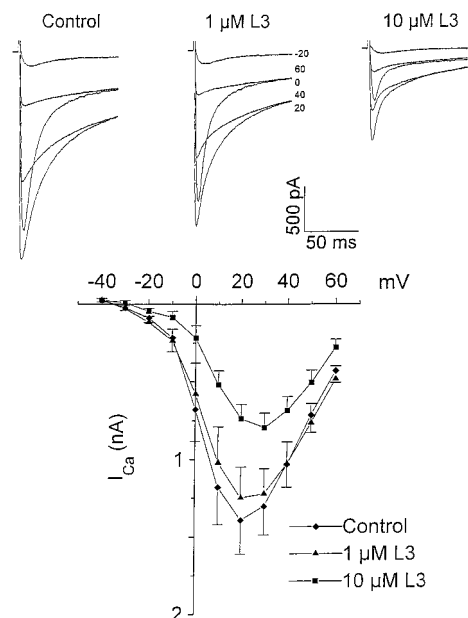 Control
1 µM L3
10 µM L3
-20
60
0
40
20
500 pA
50 ms
-40 -20 0 20 40 60 mV
1
I_Ca (nA)
2
Control
1 µM L3
10 µM L3